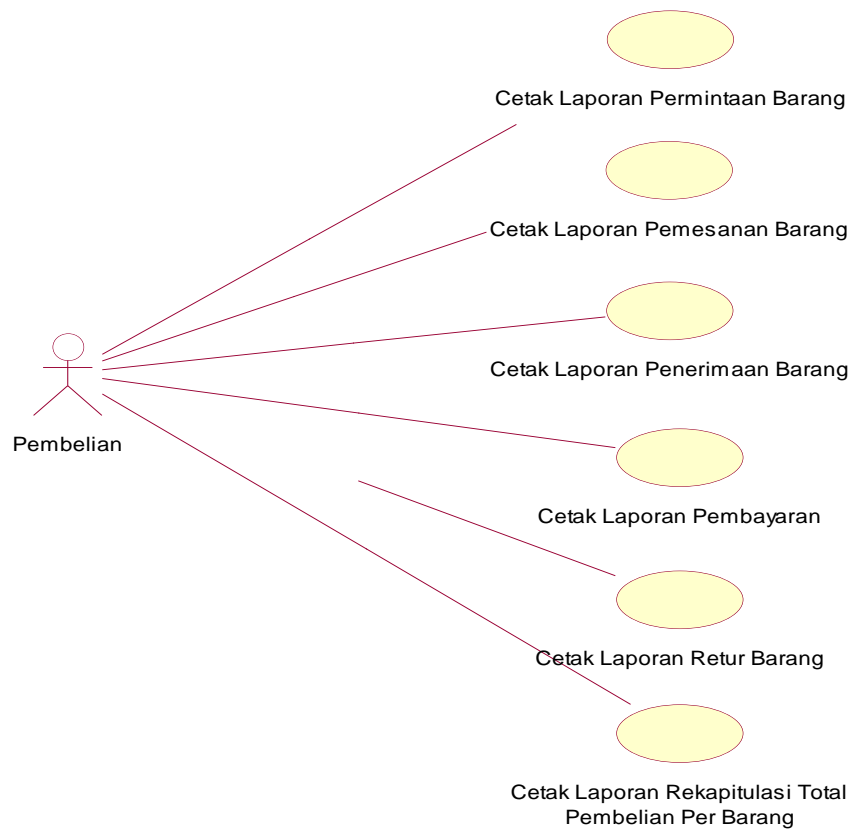 Cetak Laporan Permintaan Barang
Cetak Laporan Pemesanan Barang
Cetak Laporan Penerimaan Barang
Pembelian
Cetak Laporan Pembayaran
Cetak Laporan Retur Barang
Cetak Laporan Rekapitulasi Total
Pembelian Per Barang